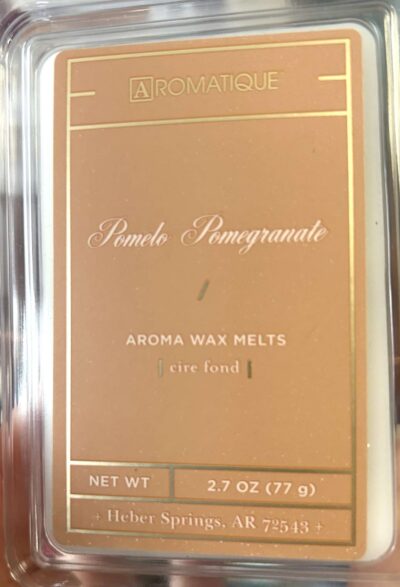 AROMATIQUE
Pomelo Pomegranate
/
AROMA WAX MELTS
| cire fond |
NET WT
2.7 OZ (77 g)
+ Heber Springs, AR 72543 +